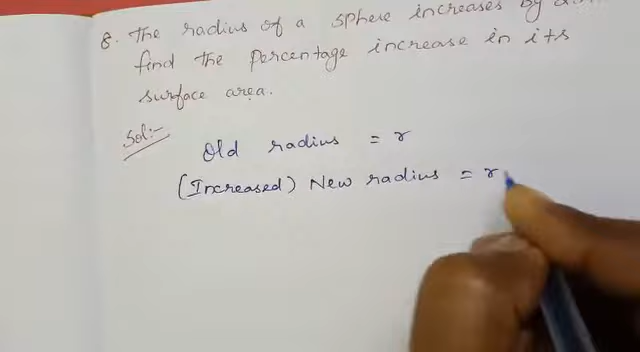 8. The radius of a sphere increases by
find the percentage increase in its
surface area.
Sol:-
Old radius = r
(Increased) New radius = r